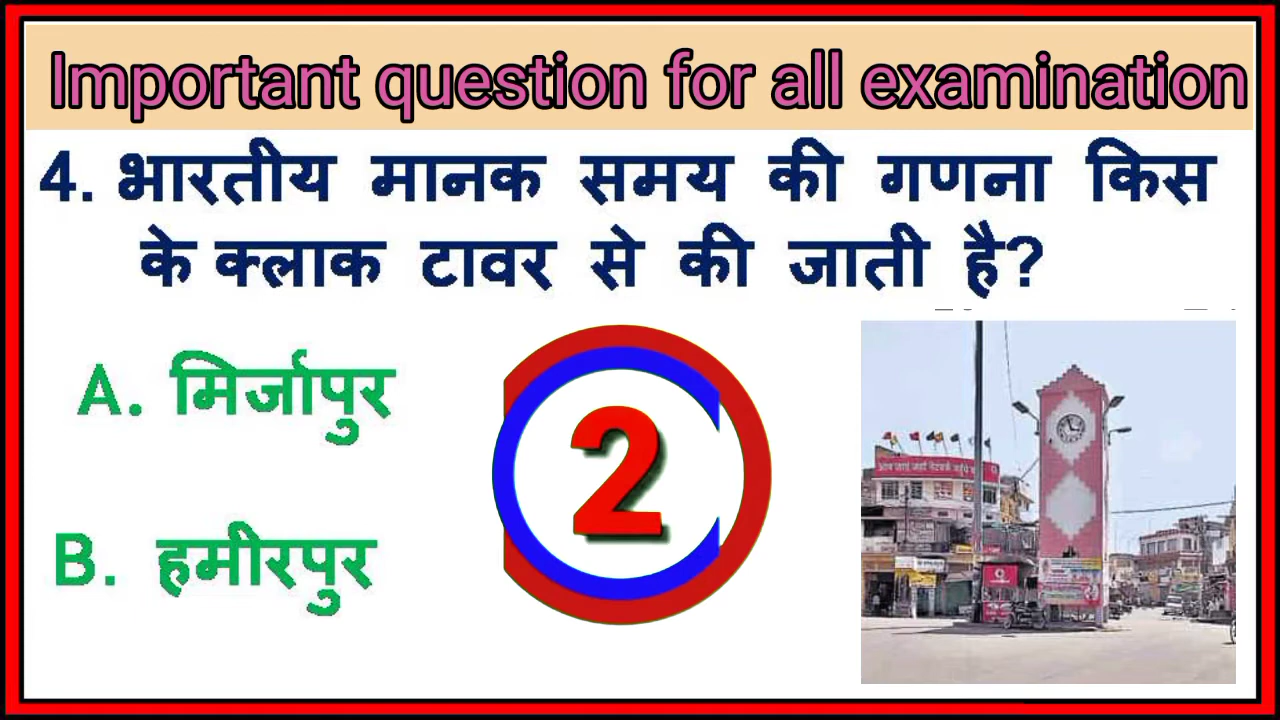 Important question for all examination
4. भारतीय मानक समय की गणना किस
के क्लाक टावर से की जाती है?
A. मिर्जापुर
2
B. हमीरपुर